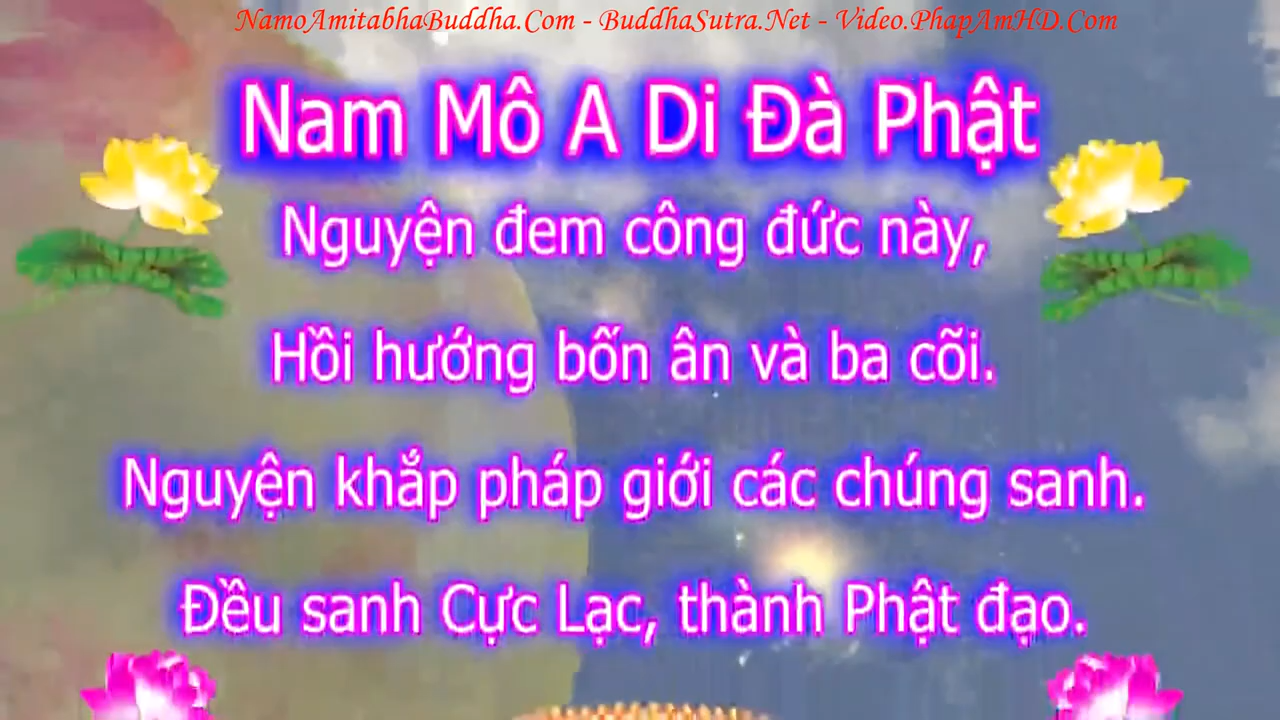 NamoAmitabhaBuddha.Com - BuddhaSutra.Net - Video.PhapAmHD.Com
Nam Mô A Di Đà Phật
Nguyện đem công đức này,
Hồi hướng bốn ân và ba cõi.
Nguyện khắp pháp giới các chúng sanh.
Đều sanh Cực Lạc, thành Phật đạo.